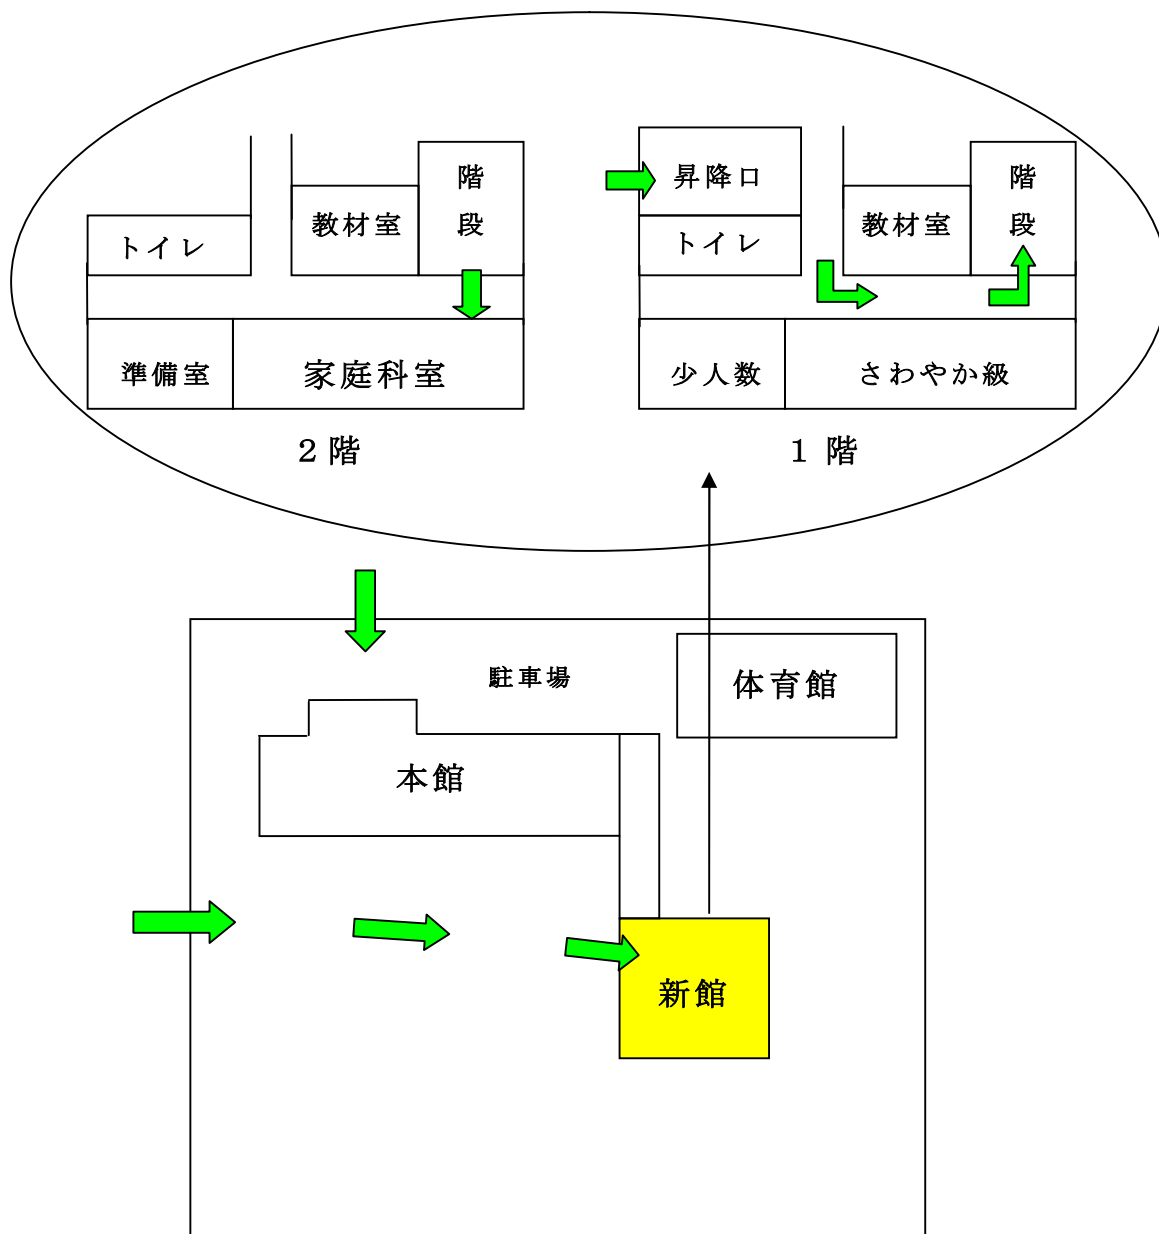 階段
教材室
トイレ
準備室
家庭科室
2階
昇降口
階段
教材室
トイレ
少人数
さわやか級
1 階
駐車場
体育館
本館
新館